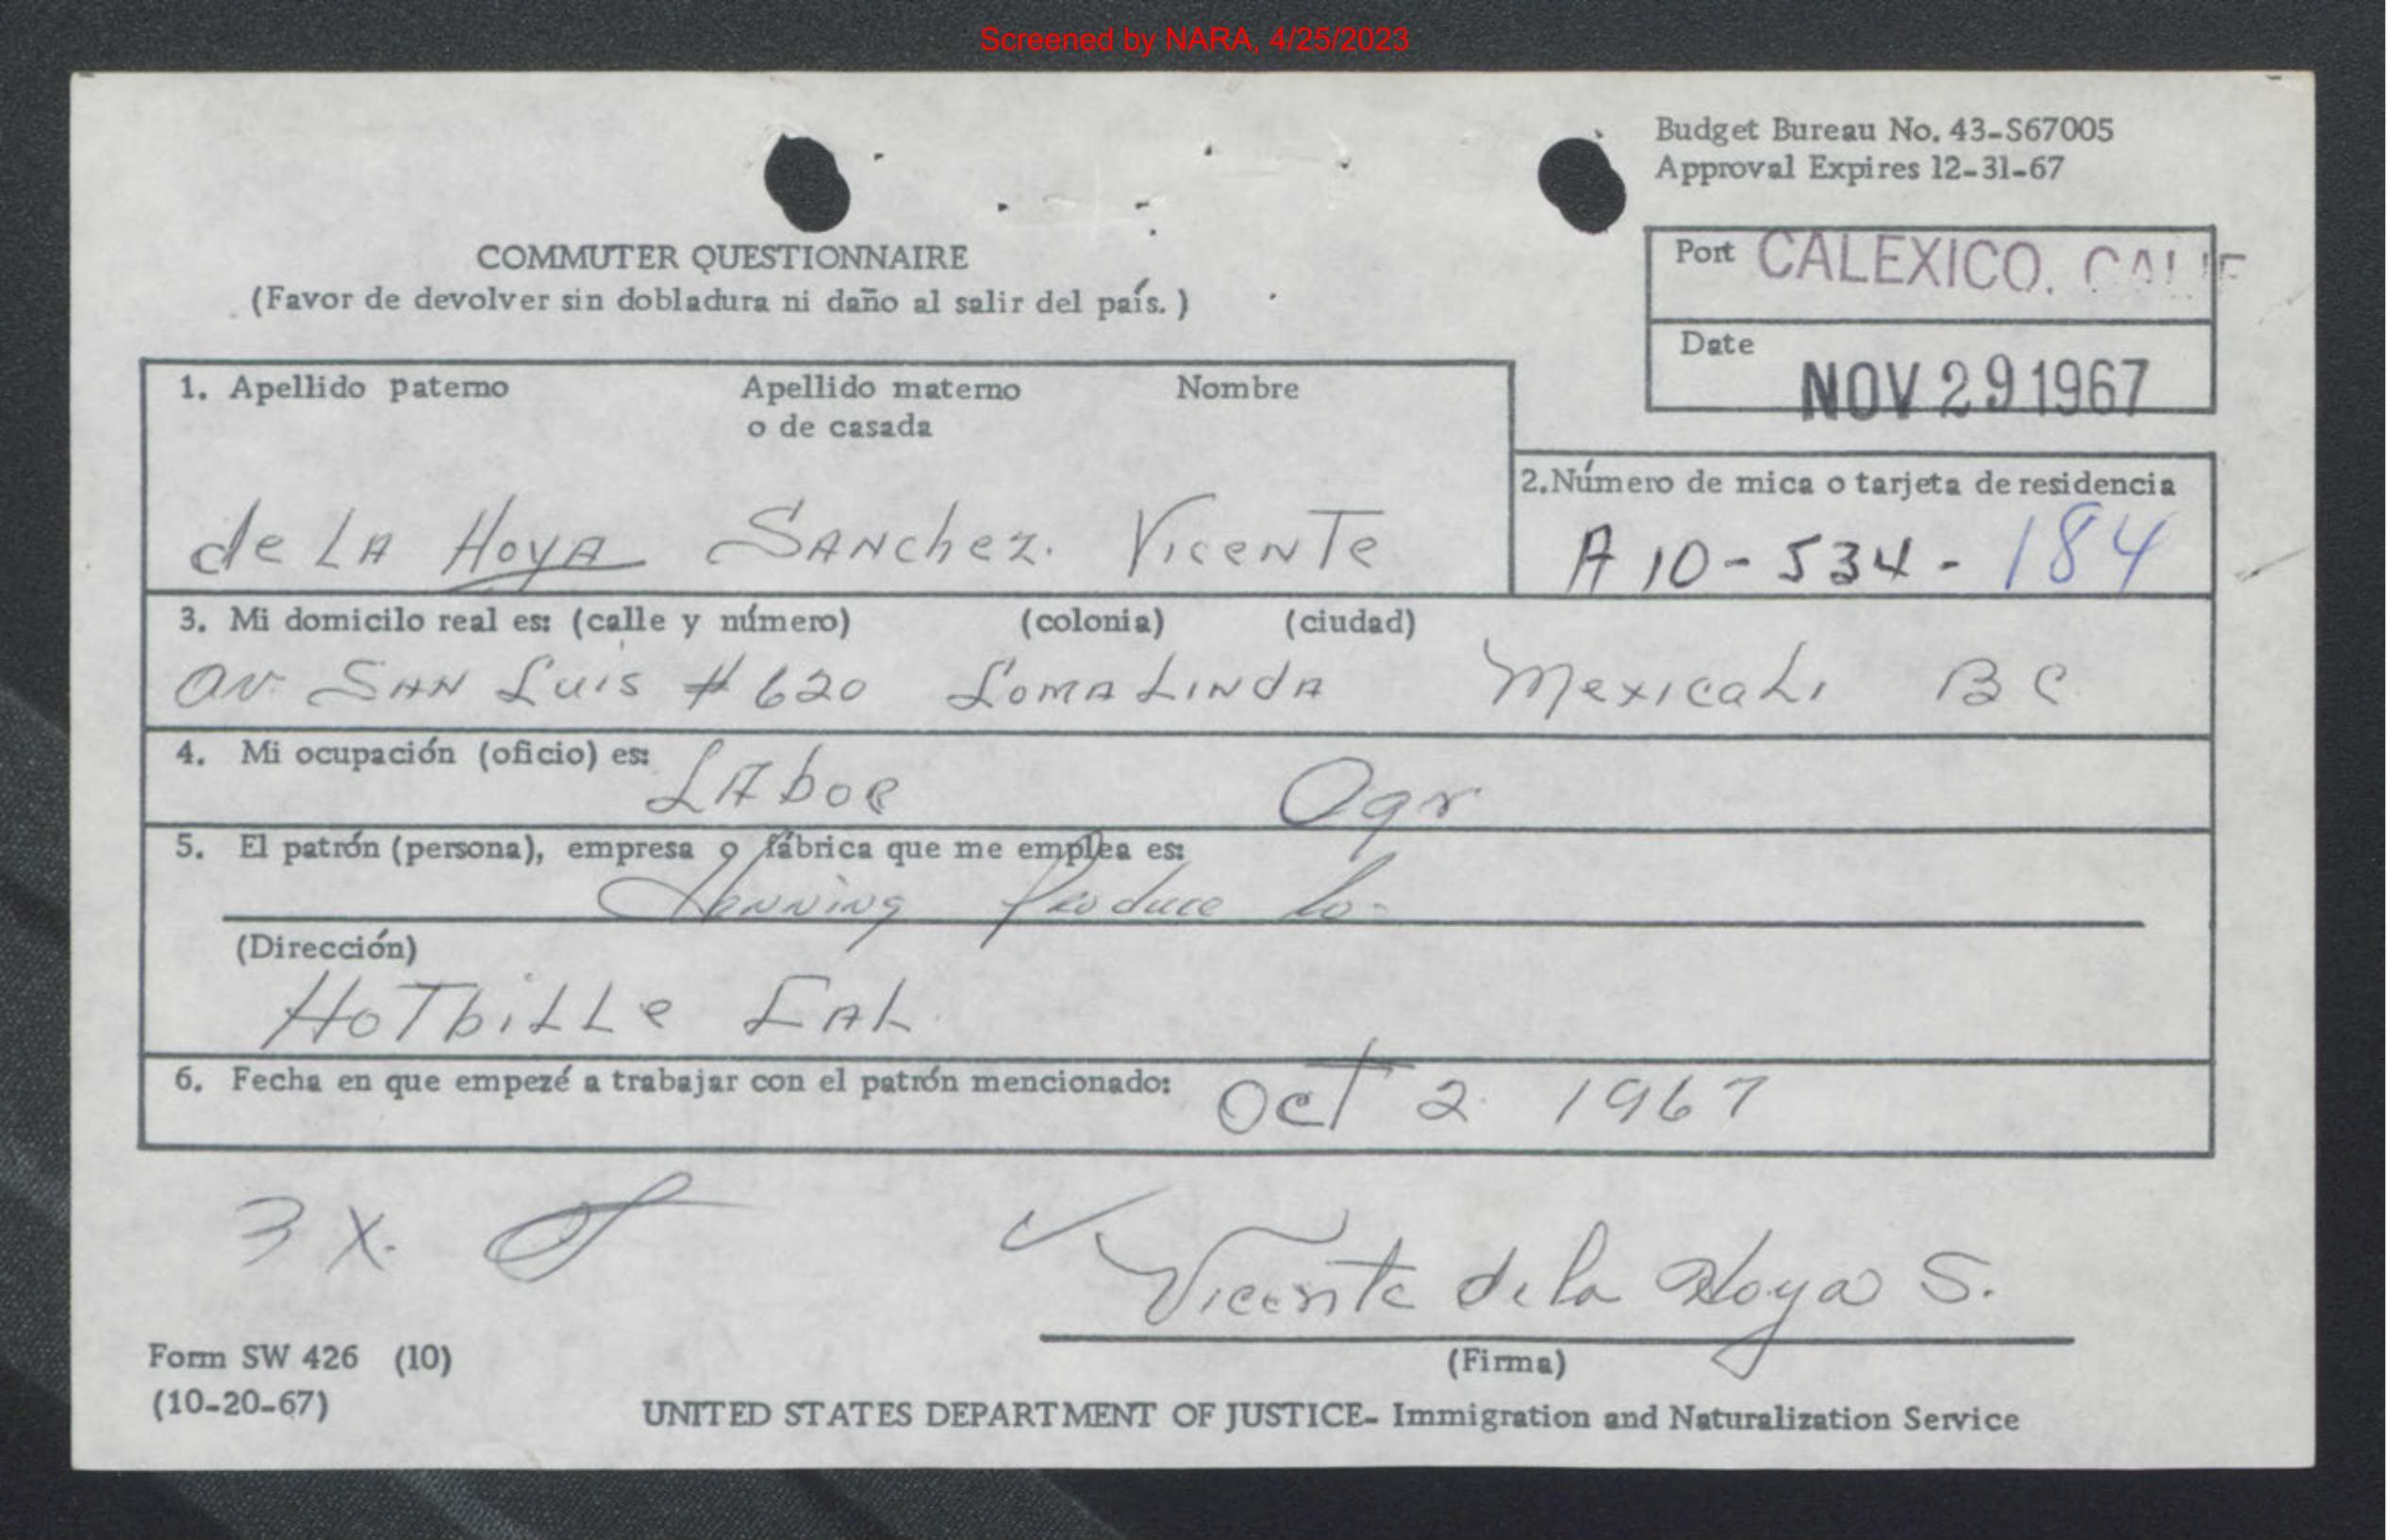 Screened by NARA, 4/25/2023
Budget Bureau No. 43-S67005
Approval Expires 12-31-67
COMMUTER QUESTIONNAIRE
(Favor de devolver sin dobladura ni daño al salir del país. )
Port CALEXICO, CALIF
Date NOV 29 1967
1. Apellido paterno Apellido materno Nombre
o de casada
de LA HoyA SANchez. VicenTe
2. Número de mica o tarjeta de residencia
A 10 - 534 - 184
3. Mi domicilo real es: (calle y número) (colonia) (ciudad)
av. SAN Luis # 620 LomA LINdA MexicaLi B C
4. Mi ocupación (oficio) es: LAboR Agr
5. El patrón (persona), empresa o fábrica que me emplea es:
Produce Co.
(Dirección)
HoTbiLLe CAL.
6. Fecha en que empezé a trabajar con el patrón mencionado: Oct 2 1967
3 X.
Vicente de la Hoya S.
(Firma)
Form SW 426 (10)
(10-20-67)
UNITED STATES DEPARTMENT OF JUSTICE- Immigration and Naturalization Service